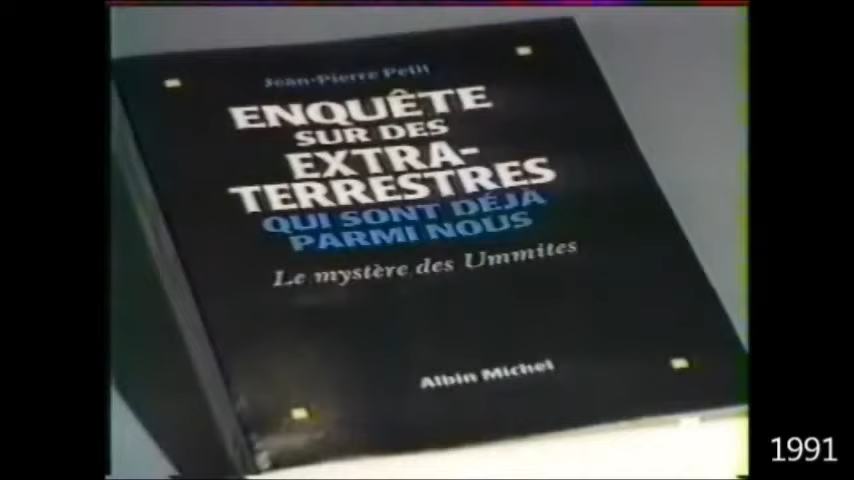 Jean-Pierre Petit
ENQUÊTE
SUR DES
EXTRA-
TERRESTRES
QUI SONT DÉJÀ
PARMI NOUS
Le mystère des Ummites
Albin Michel
1991